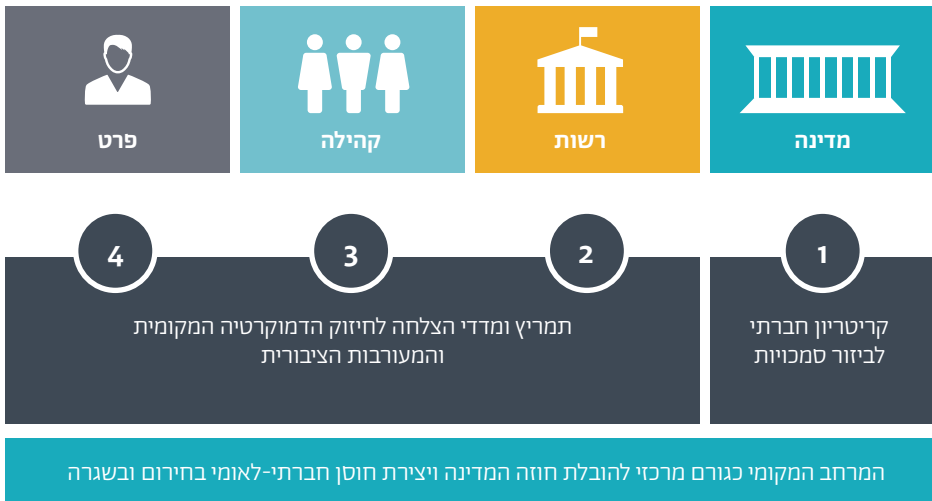 מדינה
רשות
קהילה
פרט
1
2
3
4
קריטריון חברתי
לביזור סמכויות
תמריץ ומדדי הצלחה לחיזוק הדמוקרטיה המקומית
והמעורבות הציבורית
המרחב המקומי כגורם מרכזי להובלת חוזה המדינה ויצירת חוסן חברתי-לאומי בחירום ובשגרה